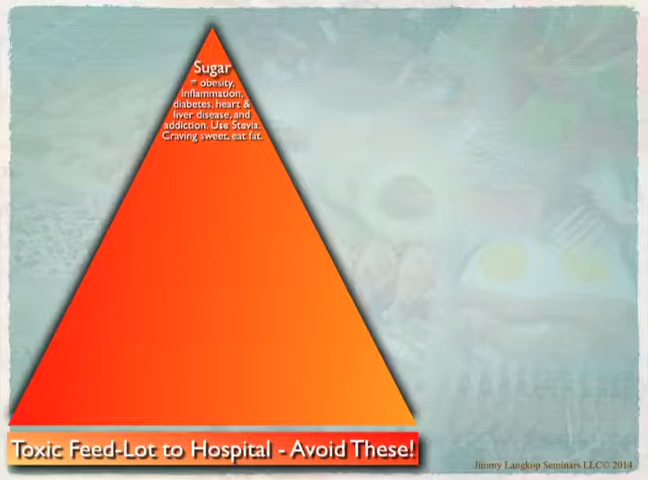 Sugar
= obesity,
inflammation,
diabetes, heart &
liver disease, and
addiction. Use Stevia.
Craving sweet, eat fat.
Toxic Feed-Lot to Hospital - Avoid These!
Jimmy Langkop Seminars LLC© 2014